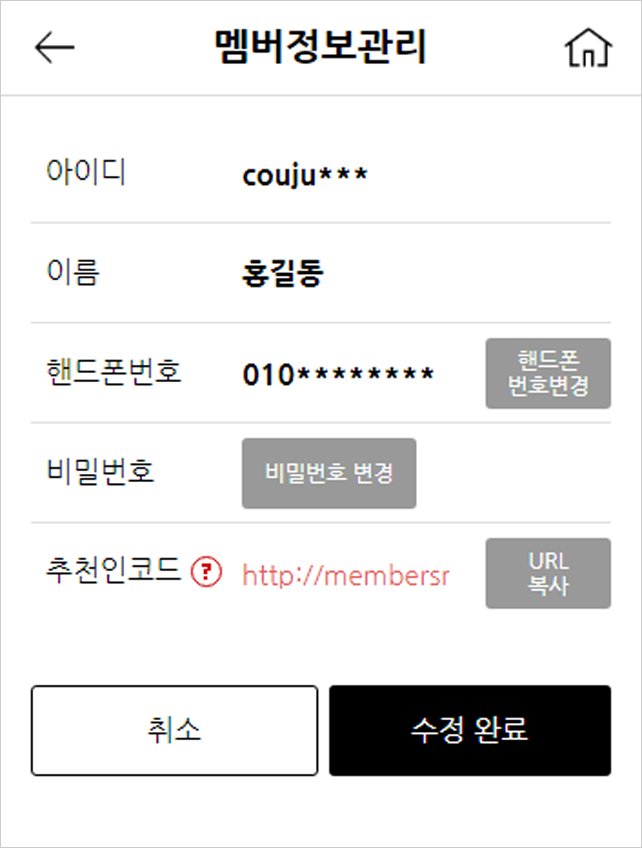 멤버정보관리
아이디 couju***
이름 홍길동
핸드폰번호 010******** 핸드폰
번호변경
비밀번호 비밀번호 변경
추천인코드 ? http://membersr URL
복사
취소 수정 완료